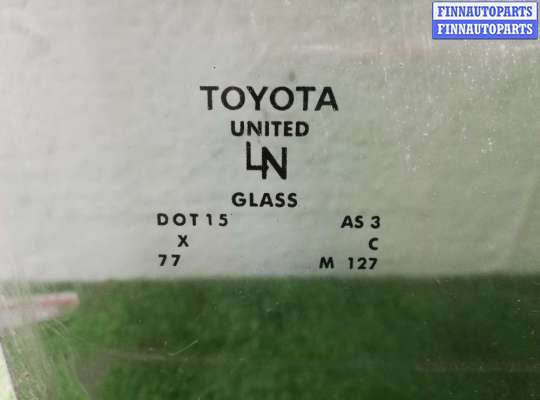 FINNAUTOPARTS
FINNAUTOPARTS
TOYOTA
UNITED
LN
GLASS
DOT 15 AS 3
X C
77 M 127